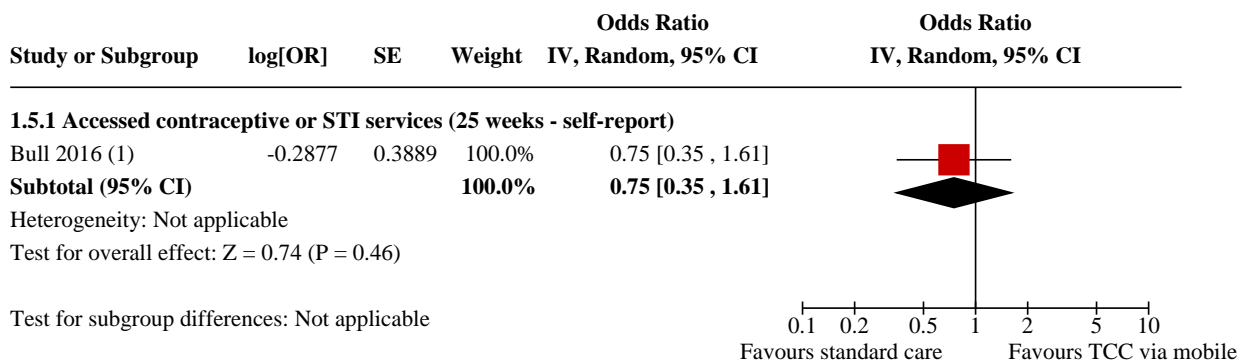 Odds Ratio Odds Ratio
Study or Subgroup log[OR] SE Weight IV, Random, 95% CI IV, Random, 95% CI
1.5.1 Accessed contraceptive or STI services (25 weeks - self-report)
Bull 2016 (1) -0.2877 0.3889 100.0% 0.75 [0.35 , 1.61]
Subtotal (95% CI) 100.0% 0.75 [0.35 , 1.61]
Heterogeneity: Not applicable
Test for overall effect: Z = 0.74 (P = 0.46)
Test for subgroup differences: Not applicable
0.1 0.2 0.5 1 2 5 10
Favours standard care Favours TCC via mobile